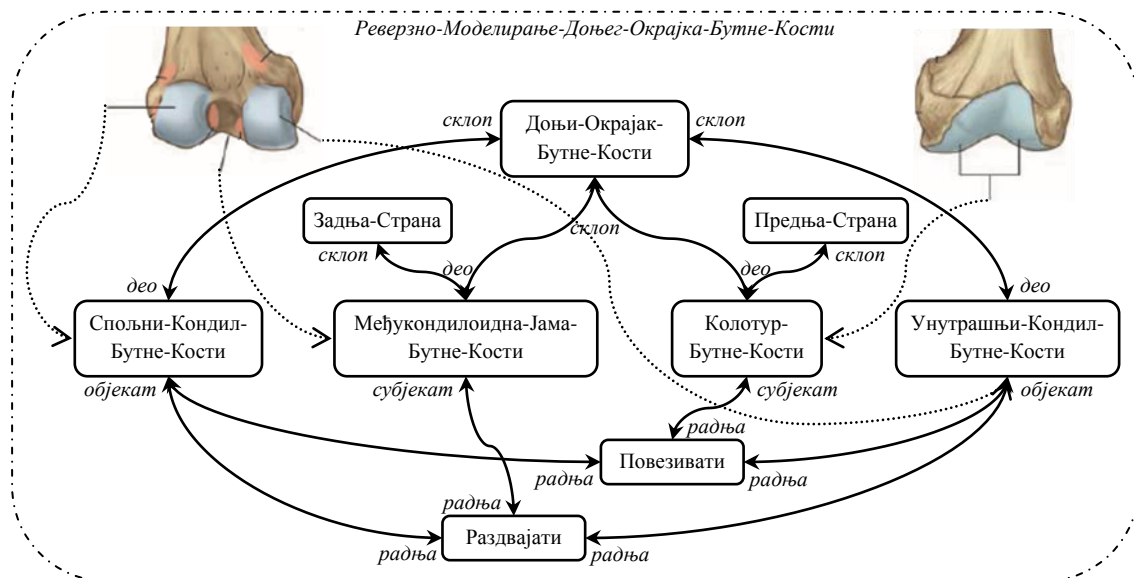 Реверзно-Моделирање-Доњег-Окрајка-Бутне-Кости
склоп
Доњи-Окрајак-
Бутне-Кости
склоп
Задња-Страна
склоп
Предња-Страна
склоп
склоп
део
део
део
део
Спољни-Кондил-
Бутне-Кости
Међукондилоидна-Јама-
Бутне-Кости
Колотур-
Бутне-Кости
Унутрашњи-Кондил-
Бутне-Кости
објекат
субјекат
субјекат
објекат
радња
Повезивати
радња
радња
радња
Раздвајати
радња
радња